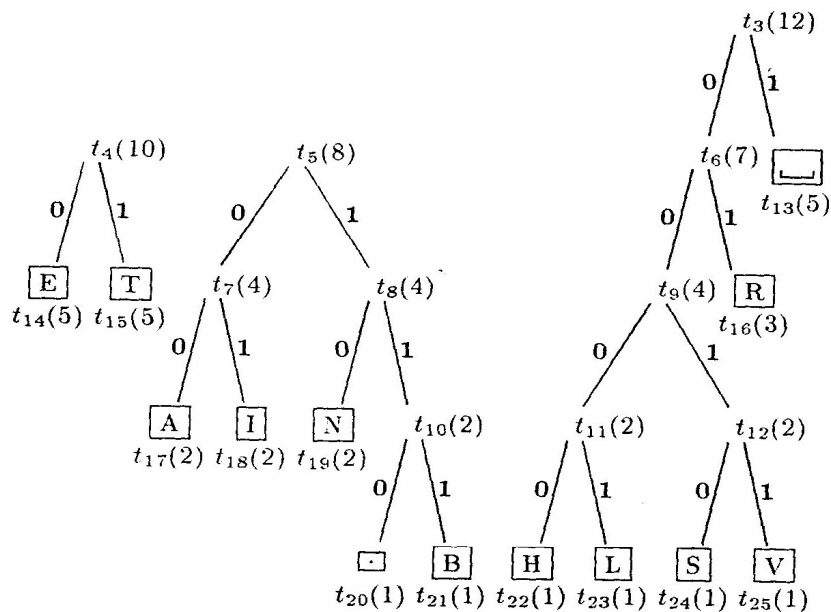 t₃(12)
0 1
t₄(10) t₅(8) t₆(7) ␣
t₁₃(5)
0 1 0 1 0 1
E T t₇(4) t₈(4) t₉(4) R
t₁₄(5) t₁₅(5) t₁₆(3)
0 1 0 1 0 1
A I N t₁₀(2) t₁₁(2) t₁₂(2)
t₁₇(2) t₁₈(2) t₁₉(2)
0 1 0 1 0 1
· B H L S V
t₂₀(1) t₂₁(1) t₂₂(1) t₂₃(1) t₂₄(1) t₂₅(1)